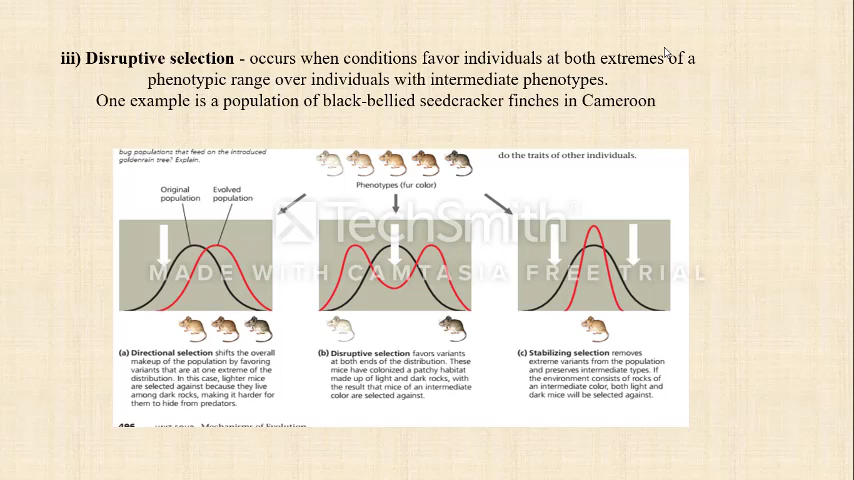 iii) Disruptive selection - occurs when conditions favor individuals at both extremes of a
phenotypic range over individuals with intermediate phenotypes.
One example is a population of black-bellied seedcracker finches in Cameroon
bug populations that feed on the introduced
goldenrain tree? Explain.
do the traits of other individuals.
Phenotypes (fur color)
Original
population
Evolved
population
TechSmith
MADE WITH CAMTASIA FREE TRIAL
(a) Directional selection shifts the overall
makeup of the population by favoring
variants that are at one extreme of the
distribution. In this case, lighter mice
are selected against because they live
among dark rocks, making it harder for
them to hide from predators.
(b) Disruptive selection favors variants
at both ends of the distribution. These
mice have colonized a patchy habitat
made up of light and dark rocks, with
the result that mice of an intermediate
color are selected against.
(c) Stabilizing selection removes
extreme variants from the population
and preserves intermediate types. If
the environment consists of rocks of
an intermediate color, both light and
dark mice will be selected against.
Mechanisms of Evolution